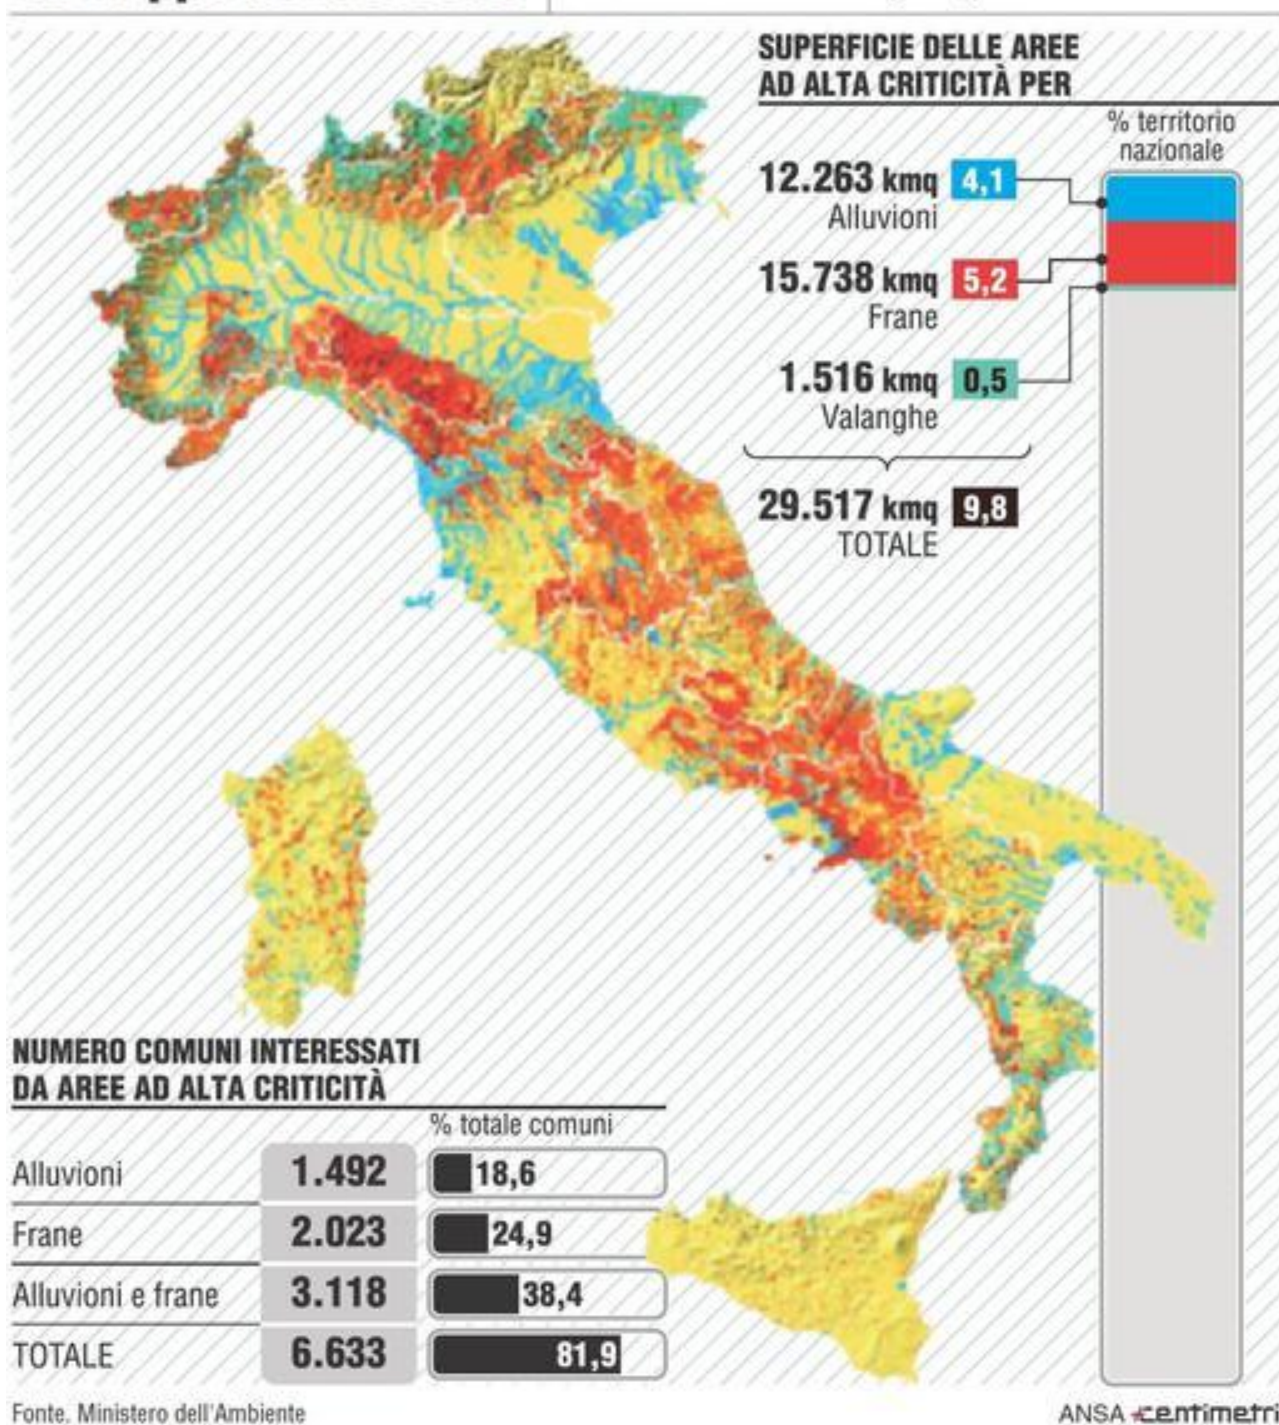 SUPERFICIE DELLE AREE
AD ALTA CRITICITÀ PER
% territorio
nazionale
12.263 kmq 4,1
Alluvioni
15.738 kmq 5,2
Frane
1.516 kmq 0,5
Valanghe
29.517 kmq 9,8
TOTALE
NUMERO COMUNI INTERESSATI
DA AREE AD ALTA CRITICITÀ
% totale comuni
Alluvioni 1.492 18,6
Frane 2.023 24,9
Alluvioni e frane 3.118 38,4
TOTALE 6.633 81,9
Fonte. Ministero dell'Ambiente
ANSA centimetri